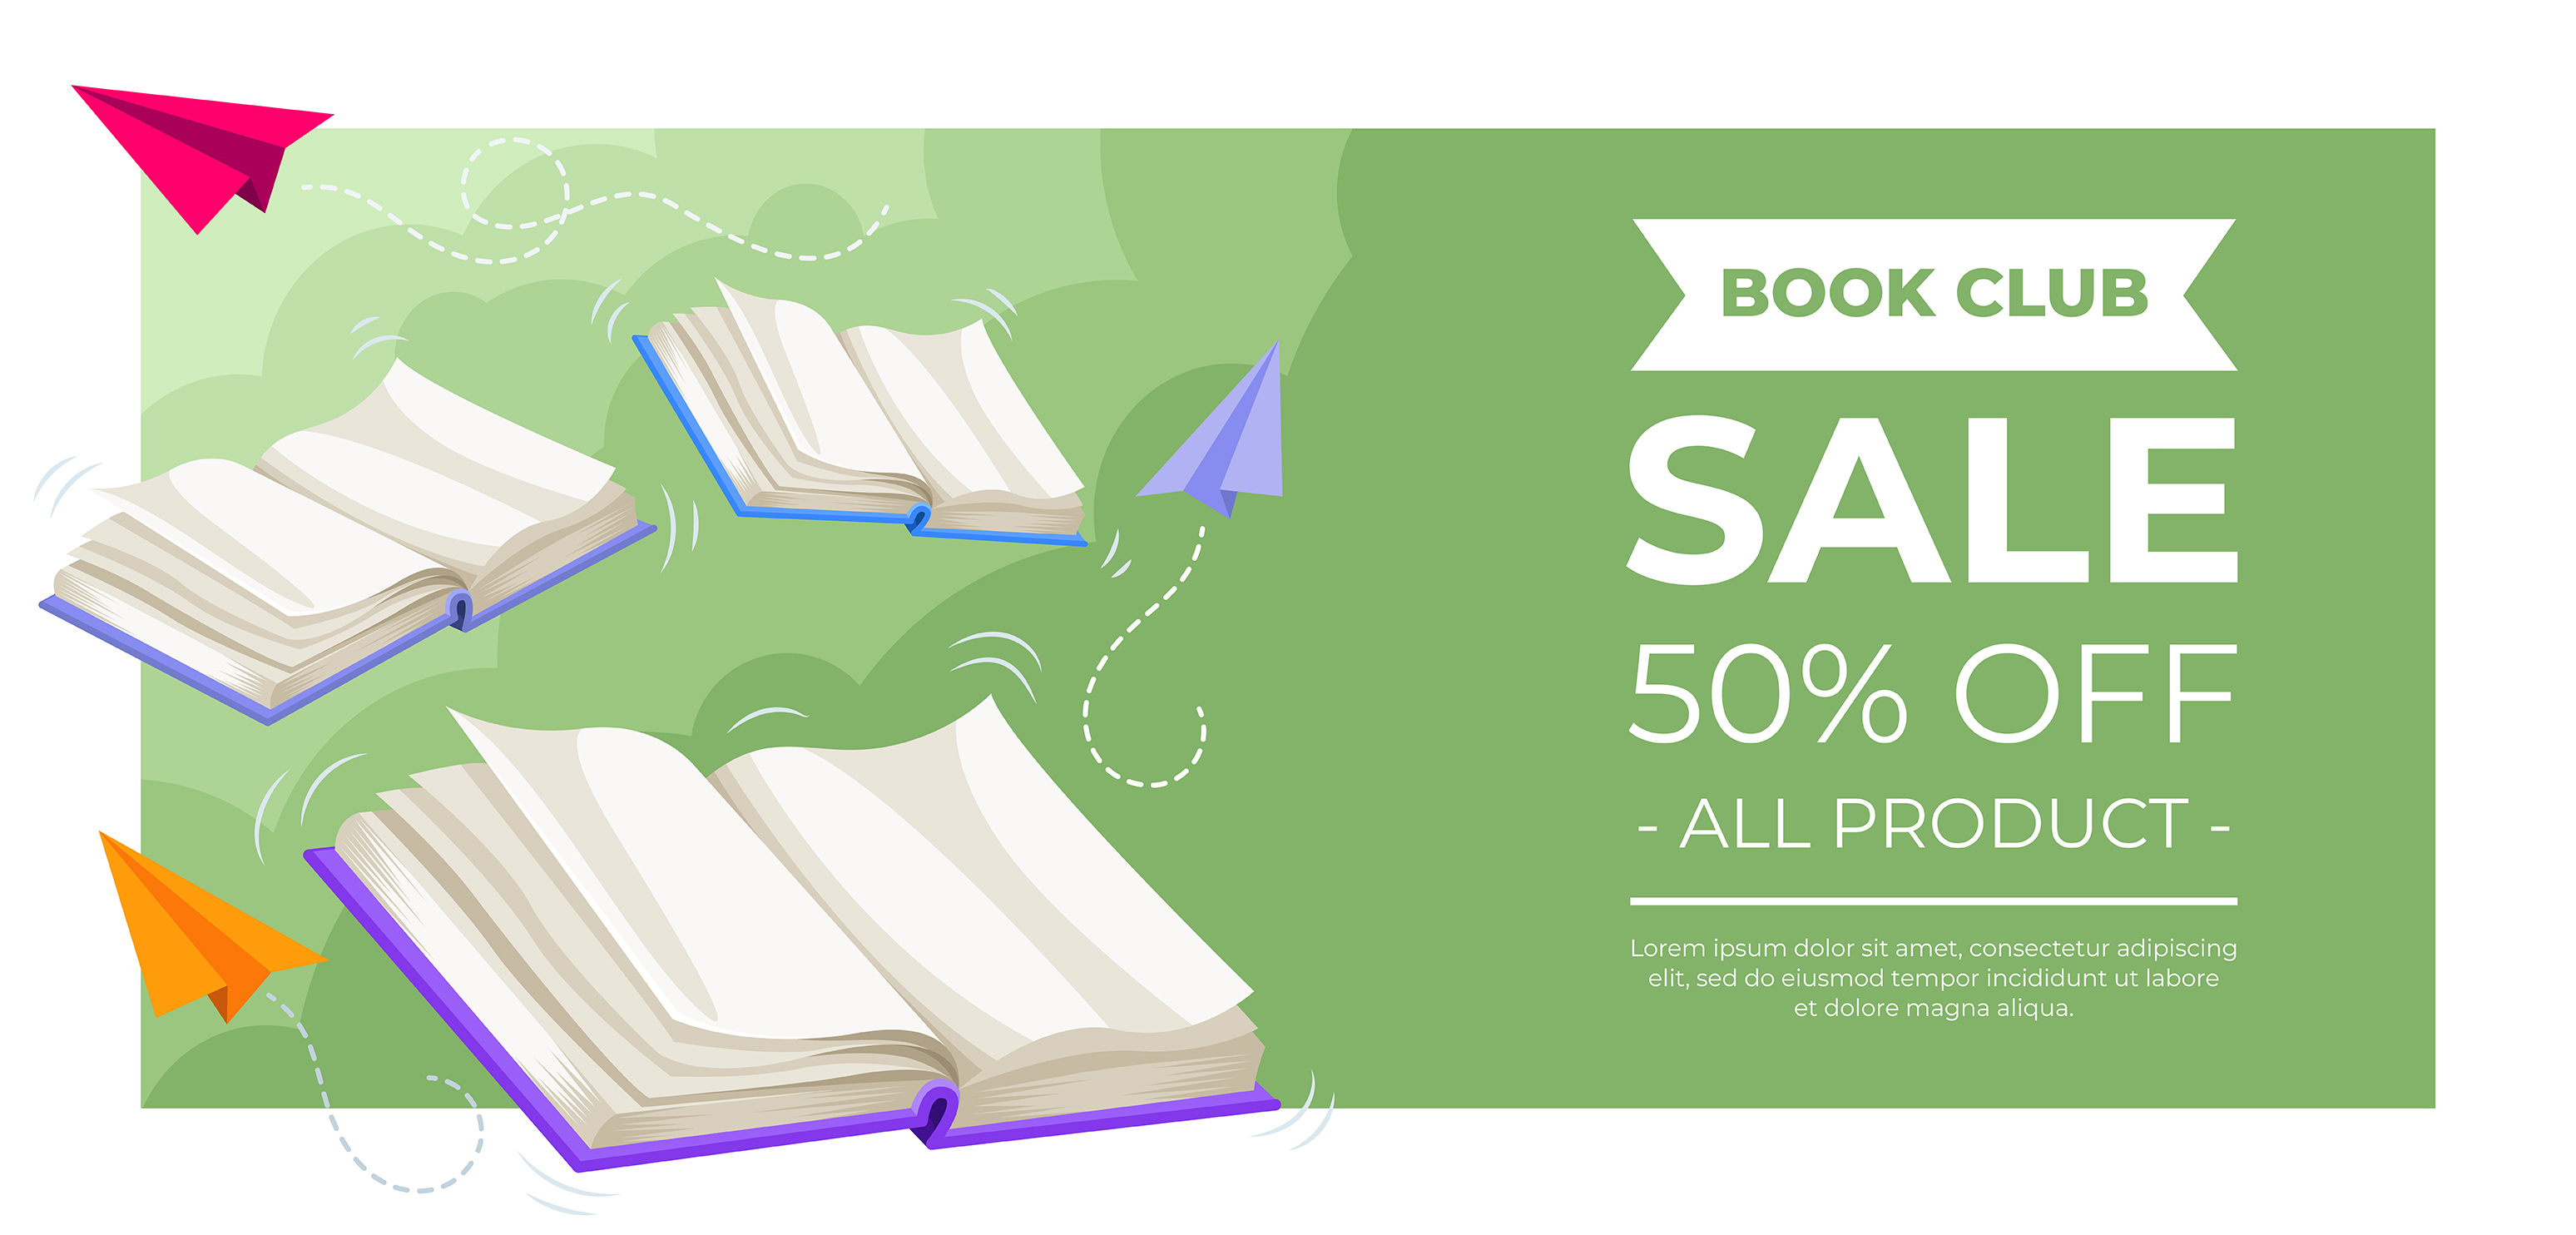 BOOK CLUB
SALE
50% OFF
- ALL PRODUCT -
Lorem ipsum dolor sit amet, consectetur adipiscing
elit, sed do eiusmod tempor incididunt ut labore
et dolore magna aliqua.